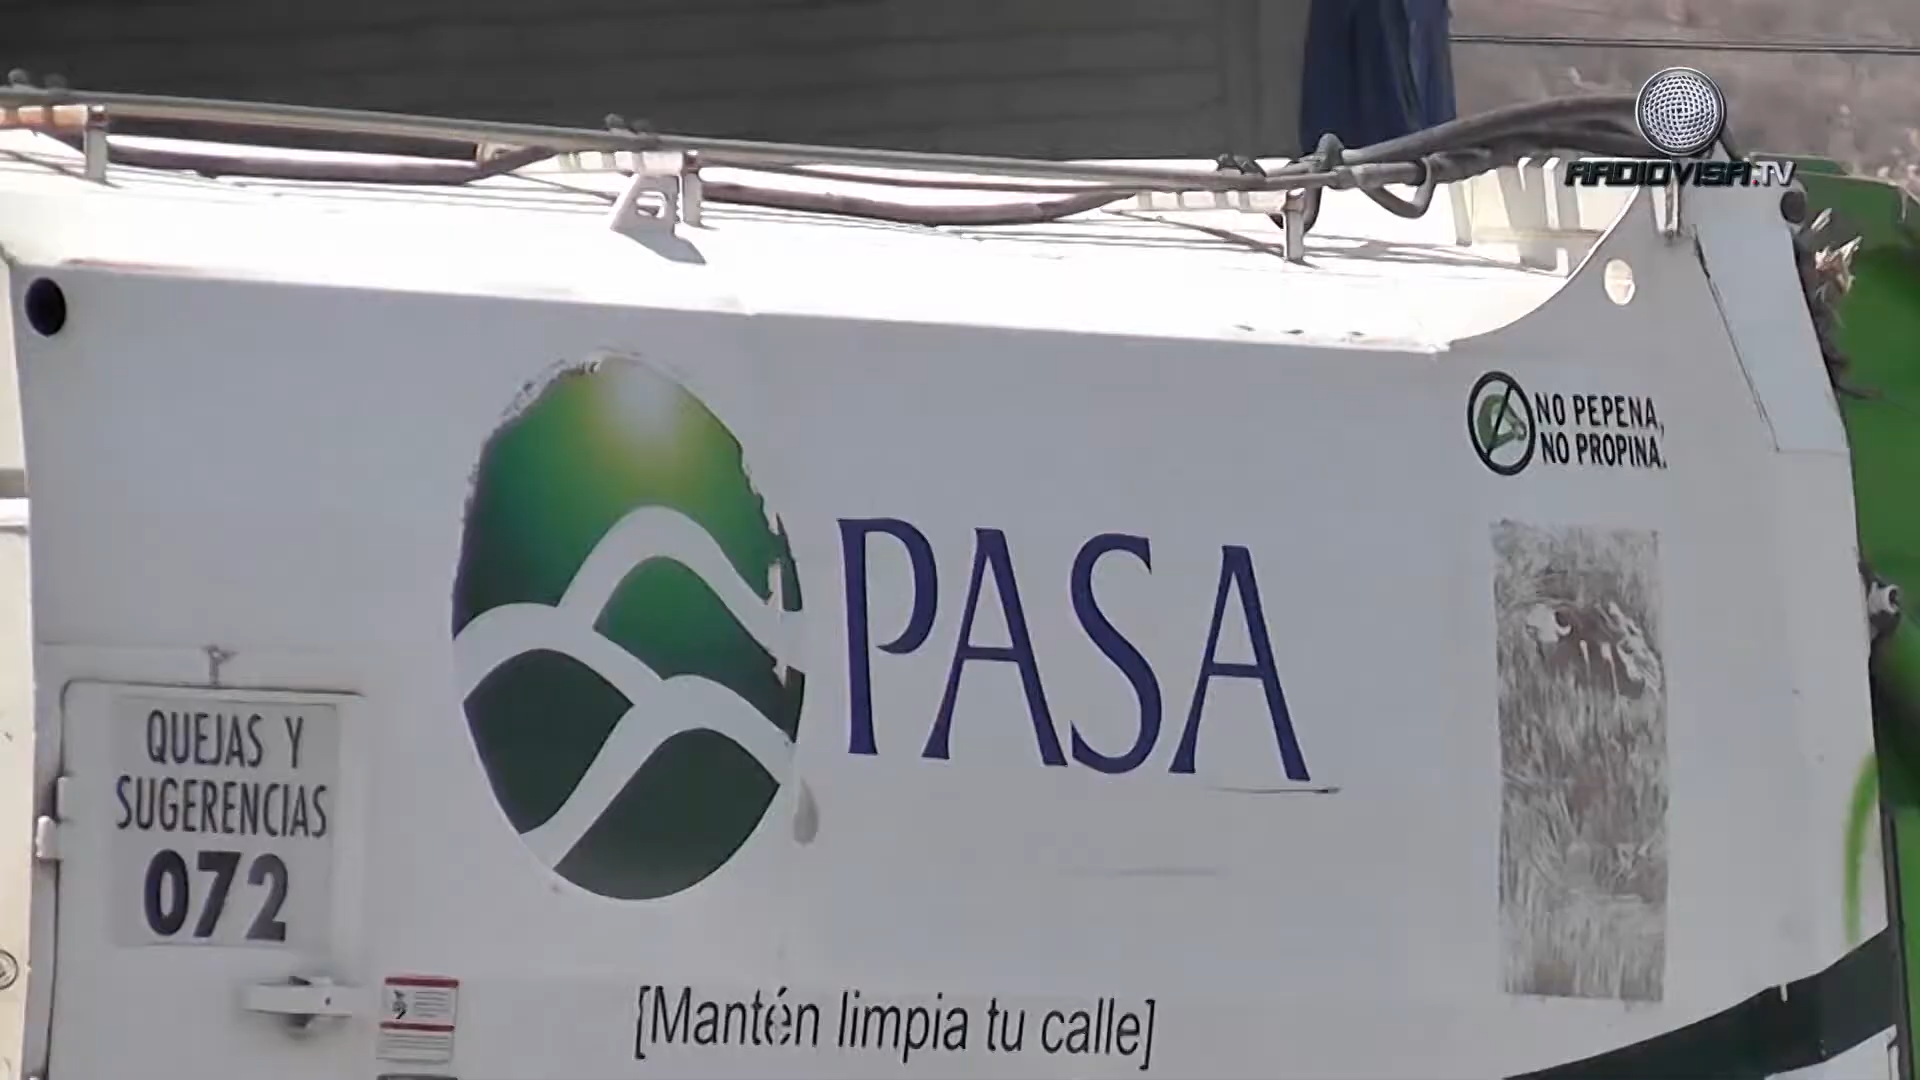 RADIOVISA.TV
NO PEPENA,
NO PROPINA.
PASA
QUEJAS Y
SUGERENCIAS
072
[Mantén limpia tu calle]